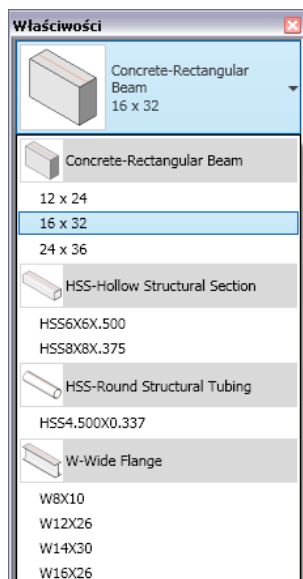 Właściwości
Concrete-Rectangular
Beam
16 x 32
Concrete-Rectangular Beam
12 x 24
16 x 32
24 x 36
HSS-Hollow Structural Section
HSS6X6X.500
HSS8X8X.375
HSS-Round Structural Tubing
HSS4.500X0.337
W-Wide Flange
W8X10
W12X26
W14X30
W16X26